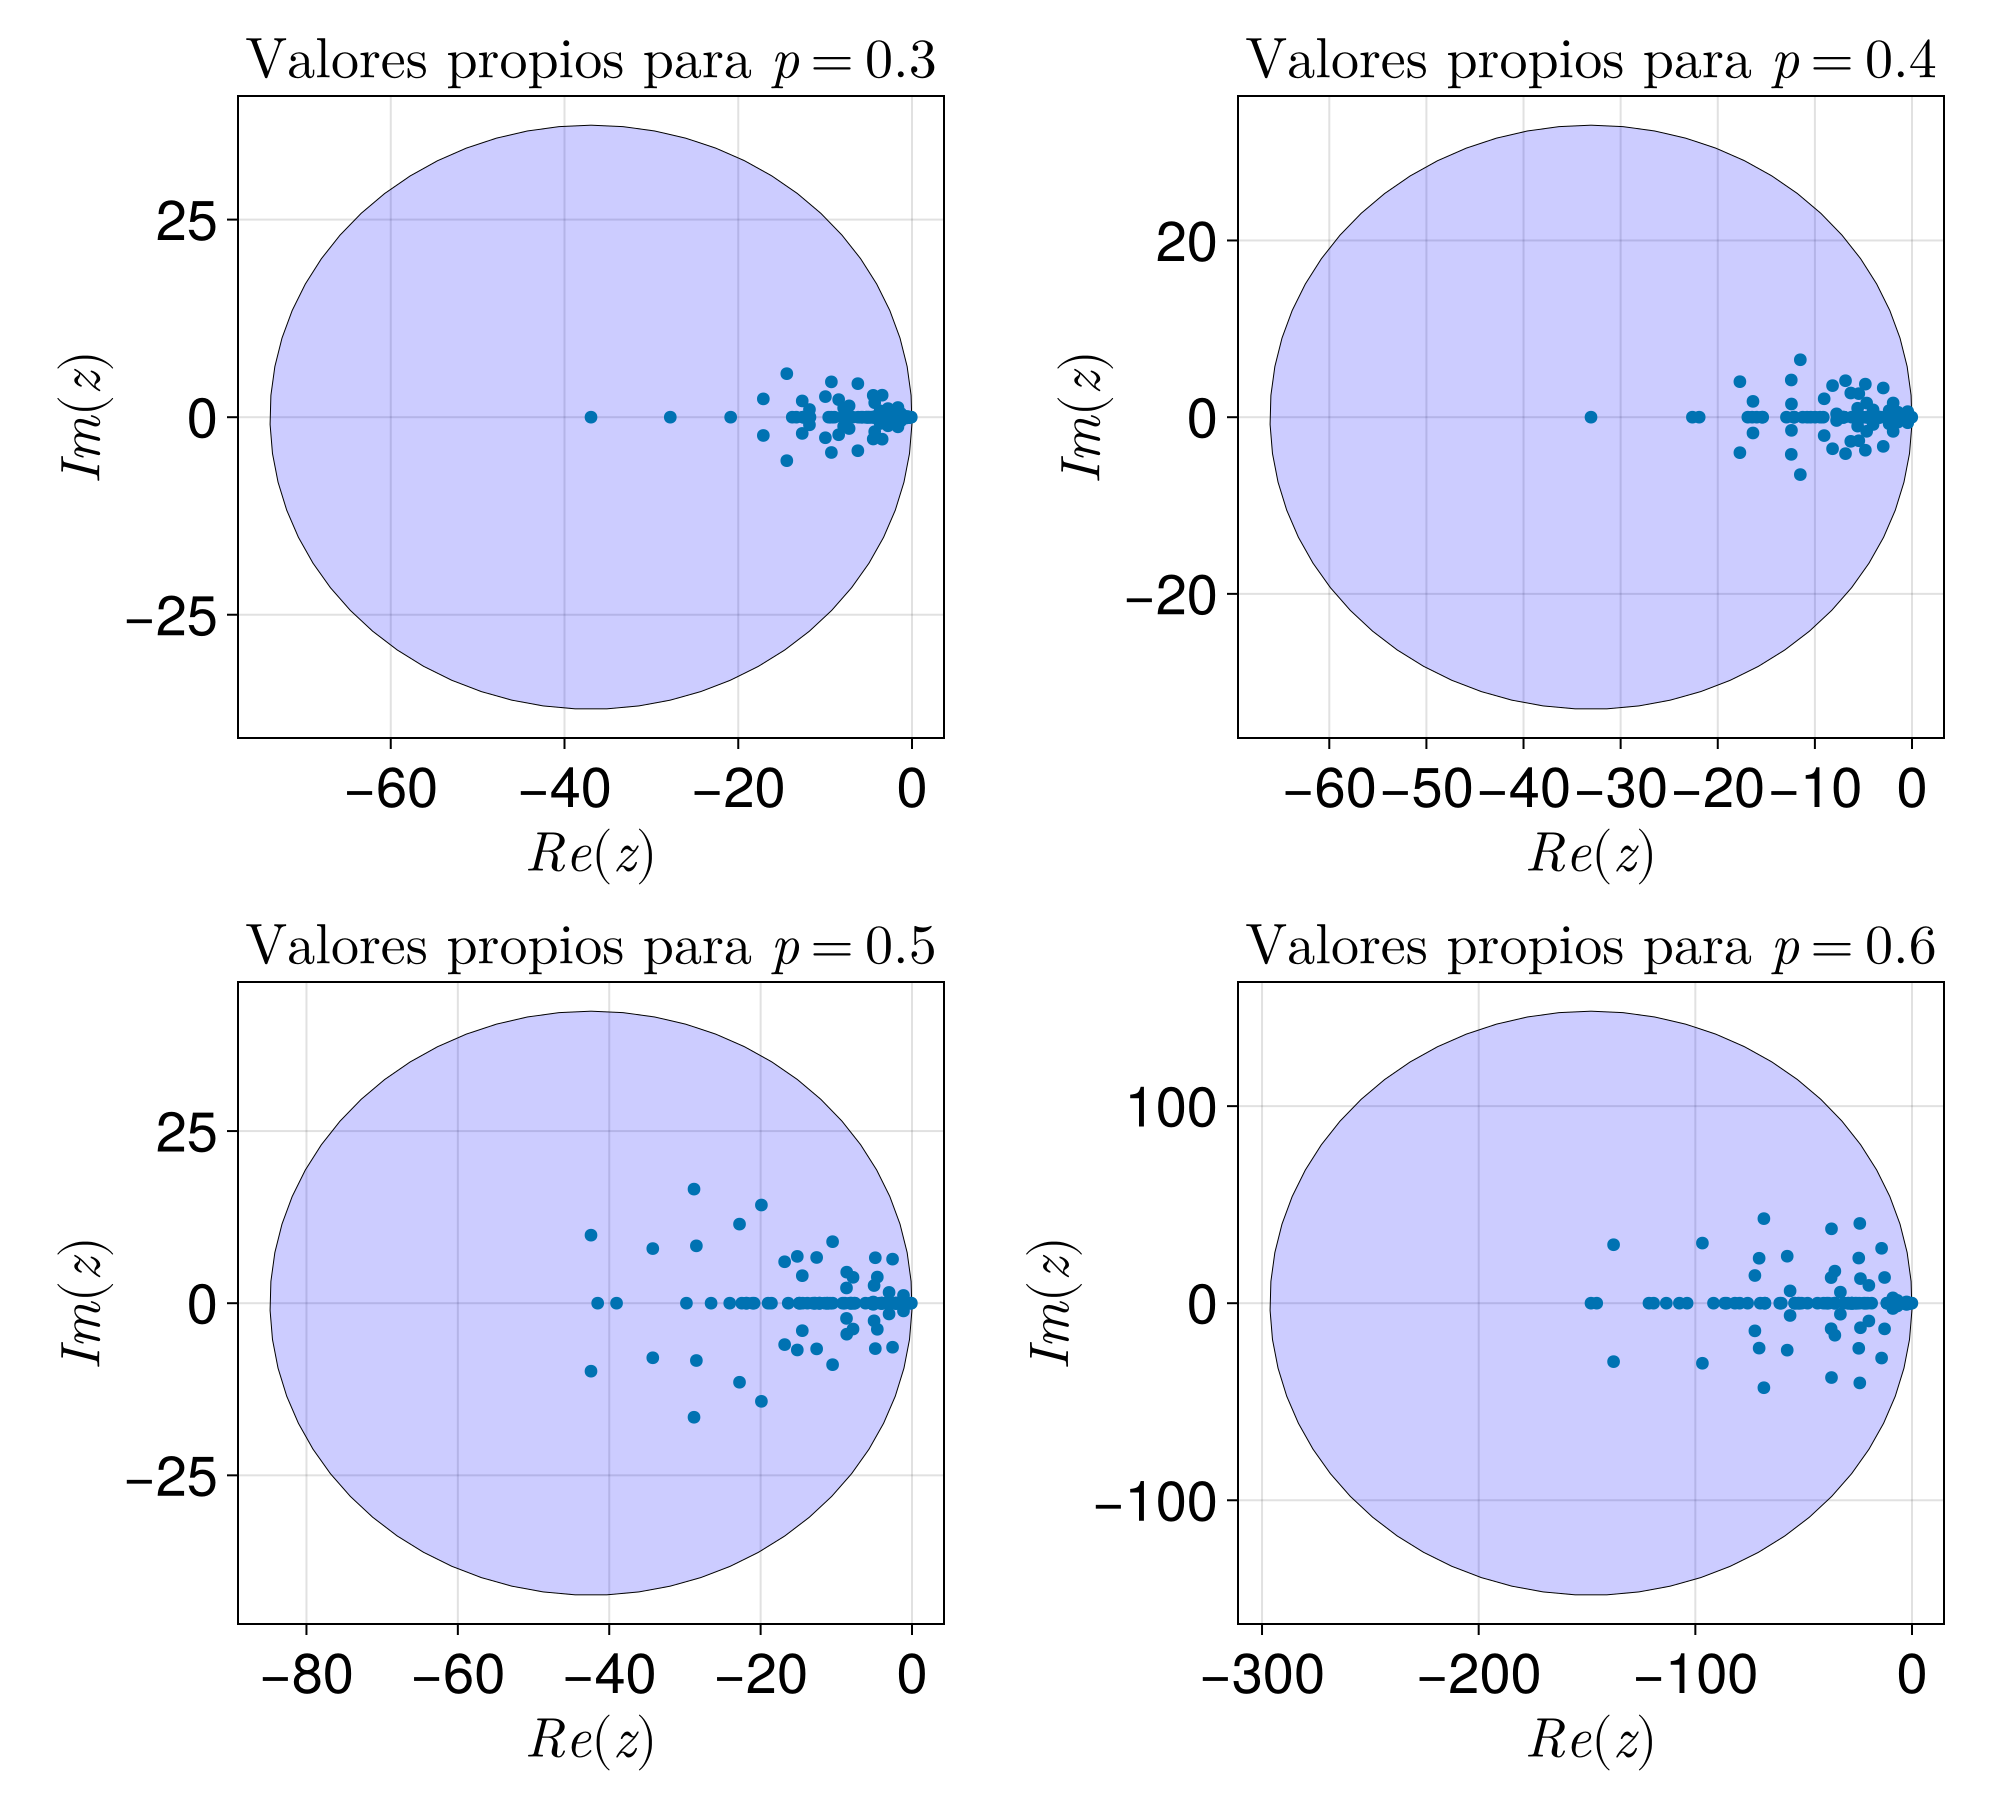 Valores propios para p = 0.3
25
0
−25
Im(z)
−60 −40 −20 0
Re(z)
Valores propios para p = 0.4
20
0
−20
Im(z)
−60 −50 −40 −30 −20 −10 0
Re(z)
Valores propios para p = 0.5
25
0
−25
Im(z)
−80 −60 −40 −20 0
Re(z)
Valores propios para p = 0.6
100
0
−100
Im(z)
−300 −200 −100 0
Re(z)